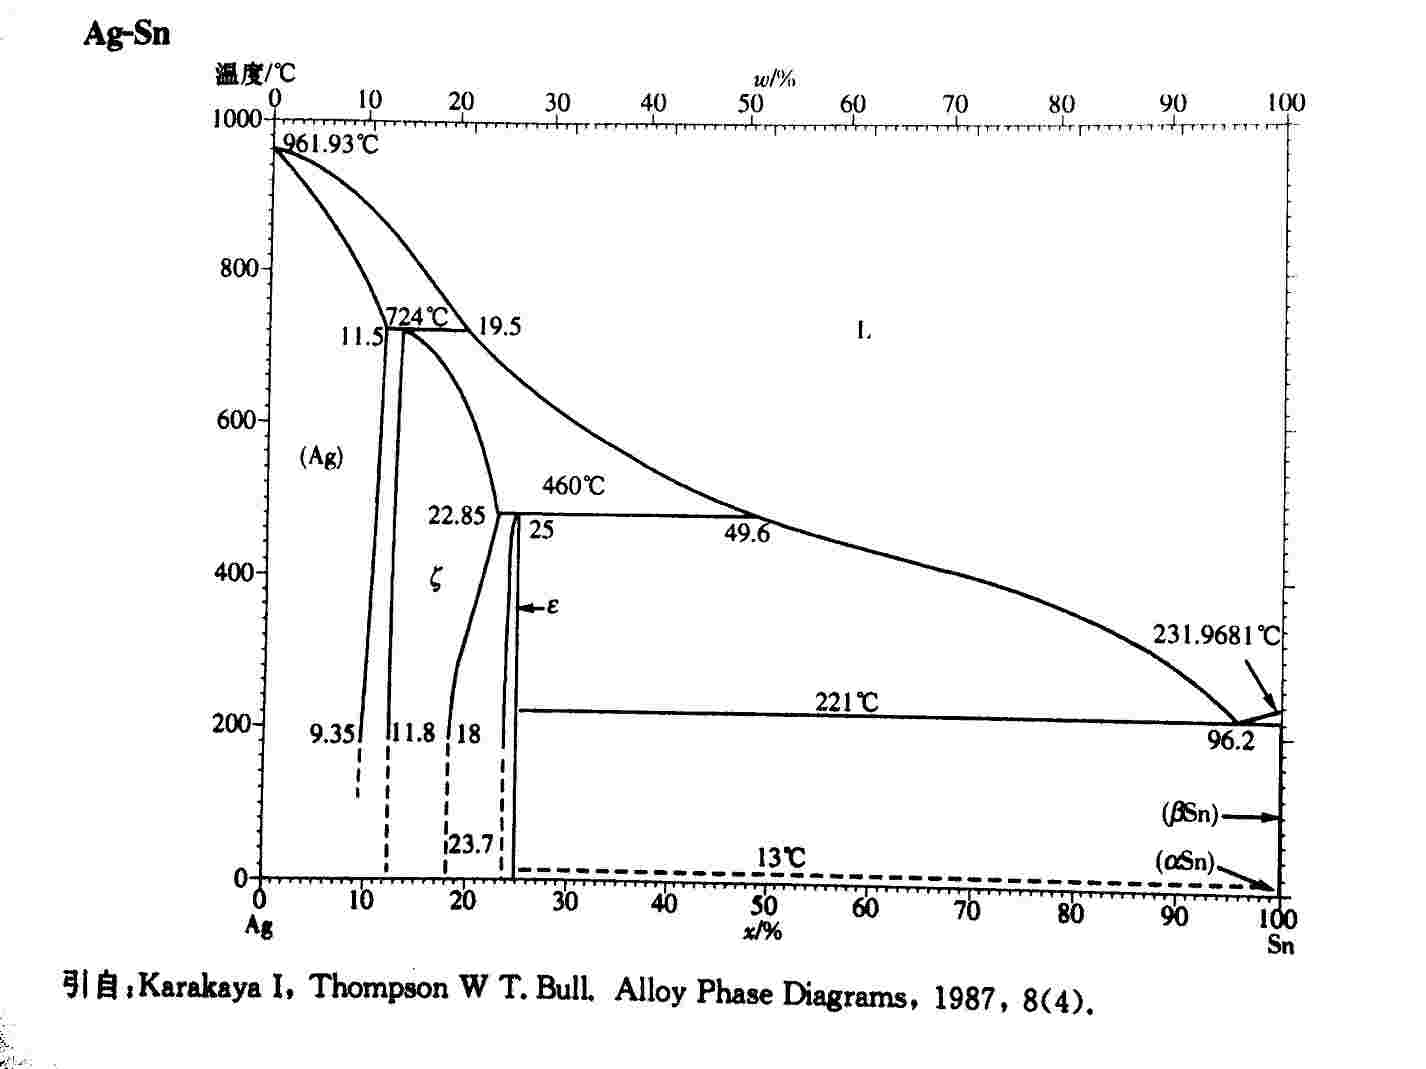 Ag-Sn
温度/℃
w/%
0 10 20 30 40 50 60 70 80 90 100
1000
961.93℃
800
724℃
11.5
19.5
L
600
(Ag)
460℃
22.85
25
49.6
400
ζ
ε
231.9681℃
221℃
200
9.35
11.8
18
96.2
(βSn)
23.7
13℃
(αSn)
0
0 10 20 30 40 50 60 70 80 90 100
Ag
x/%
Sn
引自:Karakaya I, Thompson W T. Bull. Alloy Phase Diagrams, 1987, 8(4).